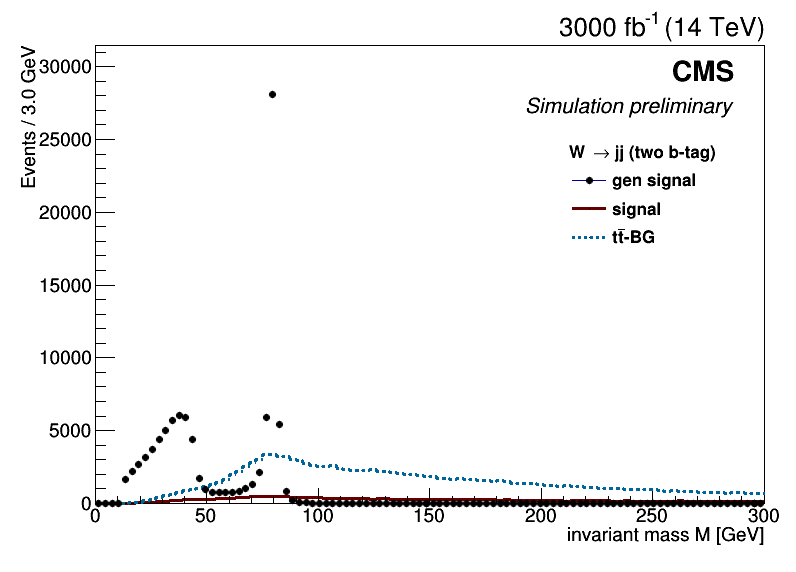 3000 fb-1 (14 TeV)
CMS
Simulation preliminary
W → jj (two b-tag)
gen signal
signal
tt̄-BG
Events / 3.0 GeV
30000
25000
20000
15000
10000
5000
0
0 50 100 150 200 250 300
invariant mass M [GeV]